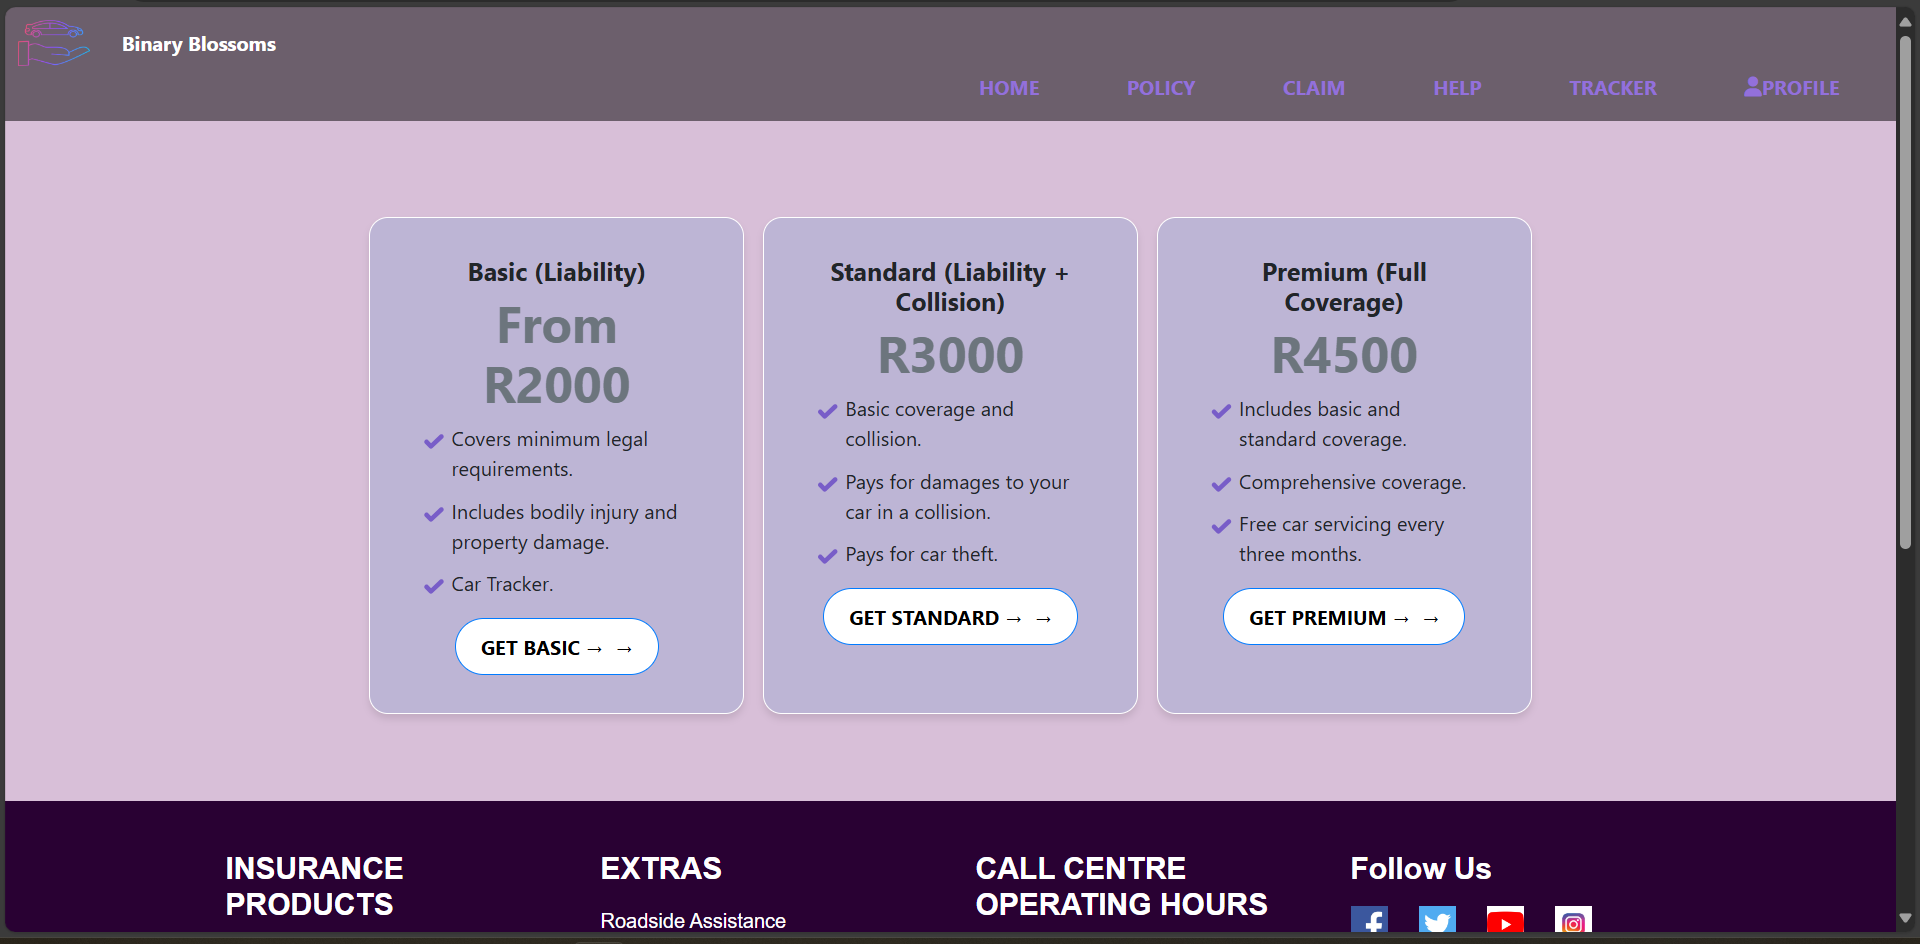 Binary Blossoms
HOME POLICY CLAIM HELP TRACKER PROFILE
Basic (Liability)
From
R2000
Covers minimum legal
requirements.
Includes bodily injury and
property damage.
Car Tracker.
GET BASIC → →
Standard (Liability +
Collision)
R3000
Basic coverage and
collision.
Pays for damages to your
car in a collision.
Pays for car theft.
GET STANDARD → →
Premium (Full
Coverage)
R4500
Includes basic and
standard coverage.
Comprehensive coverage.
Free car servicing every
three months.
GET PREMIUM → →
INSURANCE
PRODUCTS
EXTRAS
Roadside Assistance
CALL CENTRE
OPERATING HOURS
Follow Us